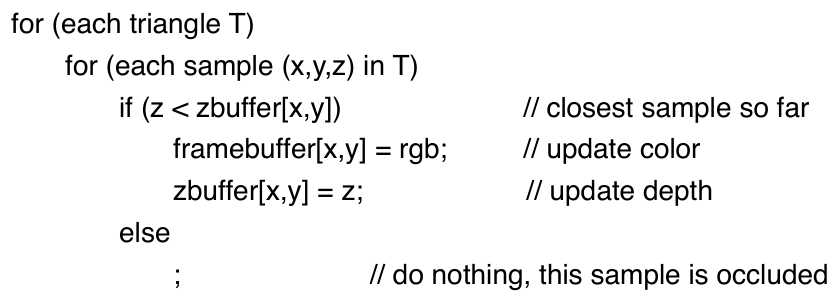 for (each triangle T)
for (each sample (x,y,z) in T)
if (z < zbuffer[x,y]) // closest sample so far
framebuffer[x,y] = rgb; // update color
zbuffer[x,y] = z; // update depth
else
; // do nothing, this sample is occluded